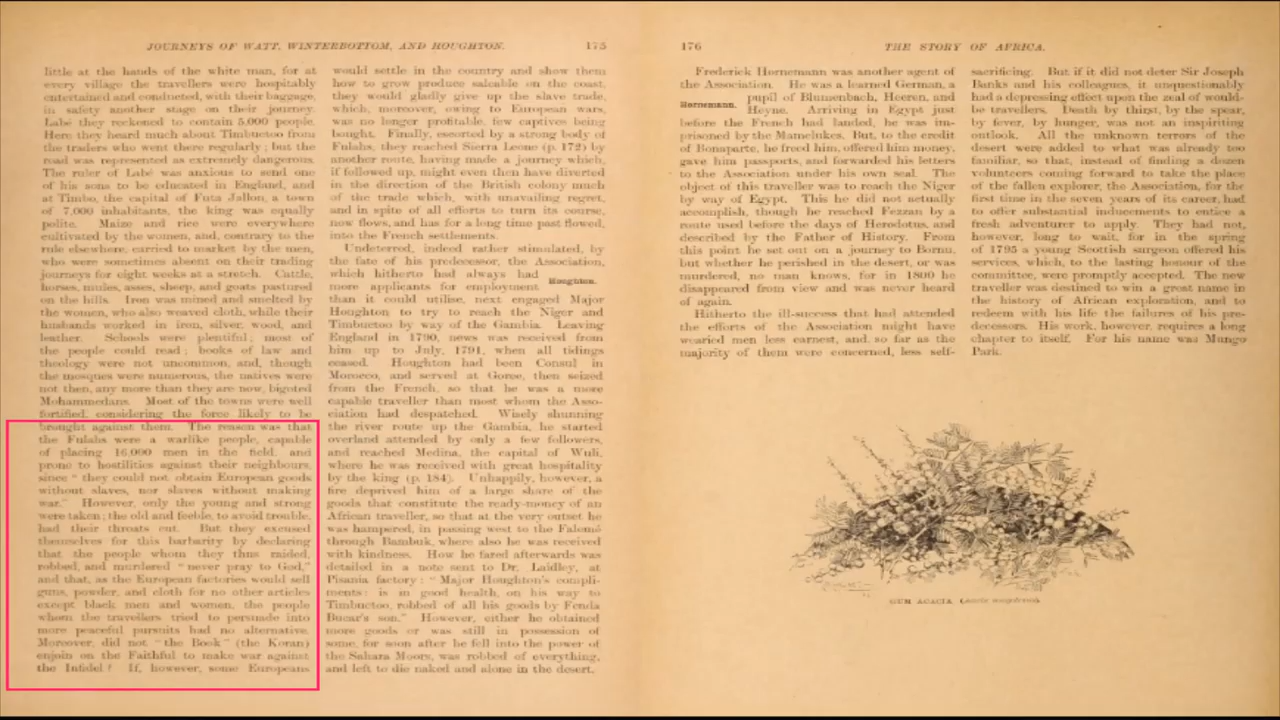 JOURNEYS OF WATT, WINTERBOTTOM, AND HOUGHTON. 175
little at the hands of the white man, for at
every village the travellers were hospitably
entertained and conducted, with their baggage,
in safety another stage on their journey.
Labé they reckoned to contain 5,000 people.
Here they heard much about Timbuctoo from
the traders who went there regularly; but the
road was represented as extremely dangerous.
The ruler of Labé was anxious to send one
of his sons to be educated in England, and
at Timbo, the capital of Futa Jallon, a town
of 7,000 inhabitants, the king was equally
polite. Maize and rice were everywhere
cultivated by the women, and, contrary to the
rule elsewhere, carried to market by the men,
who were sometimes absent on their trading
journeys for eight weeks at a stretch. Cattle,
horses, mules, asses, sheep, and goats pastured
on the hills. Iron was mined and smelted by
the women, who also weaved cloth, while their
husbands worked in iron, silver, wood, and
leather. Schools were plentiful; most of
the people could read; books of law and
theology were not uncommon, and, though
the mosques were numerous, the natives were
not then, any more than they are now, bigoted
Mohammedans. Most of the towns were well
fortified, considering the force likely to be
brought against them. The reason was that
the Fulahs were a warlike people, capable
of placing 16,000 men in the field, and
prone to hostilities against their neighbours,
since "they could not obtain European goods
without slaves, nor slaves without making
war." However, only the young and strong
were taken; the old and feeble, to avoid trouble,
had their throats cut. But they excused
themselves for this barbarity by declaring
that the people whom they thus raided,
robbed, and murdered "never pray to God,"
and that, as the European factories would sell
guns, powder, and cloth for no other articles
except black men and women, the people
whom the travellers tried to persuade into
more peaceful pursuits had no alternative.
Moreover, did not "the Book" (the Koran)
enjoin on the Faithful to make war against
the Infidel? If, however, some Europeans
would settle in the country and show them
how to grow produce saleable on the coast,
they would gladly give up the slave trade,
which, moreover, owing to European wars,
was no longer profitable, few captives being
bought. Finally, escorted by a strong body of
Fulahs, they reached Sierra Leone (p. 172) by
another route, having made a journey which,
if followed up, might even then have diverted
in the direction of the British colony much
of the trade which, with unavailing regret,
and in spite of all efforts to turn its course,
now flows, and has for a long time past flowed,
into the French settlements.
Undeterred, indeed rather stimulated, by
the fate of his predecessor, the Association,
which hitherto had always had
Houghton.
more applicants for employment
than it could utilise, next engaged Major
Houghton to try to reach the Niger and
Timbuctoo by way of the Gambia. Leaving
England in 1790, news was received from
him up to July, 1791, when all tidings
ceased. Houghton had been Consul in
Morocco, and served at Goree, then seized
from the French, so that he was a more
capable traveller than most whom the Asso-
ciation had despatched. Wisely shunning
the river route up the Gambia, he started
overland attended by only a few followers,
and reached Medina, the capital of Wuli,
where he was received with great hospitality
by the king (p. 184). Unhappily, however, a
fire deprived him of a large share of the
goods that constitute the ready-money of an
African traveller, so that at the very outset he
was hampered, in passing west to the Falemé
through Bambuk, where also he was received
with kindness. How he fared afterwards was
detailed in a note sent to Dr. Laidley, at
Pisania factory: "Major Houghton's compli-
ments: is in good health, on his way to
Timbuctoo, robbed of all his goods by Fenda
Bucar's son." However, either he obtained
more goods or was still in possession of
some, for soon after he fell into the power of
the Sahara Moors, was robbed of everything,
and left to die naked and alone in the desert.
176 THE STORY OF AFRICA.
Frederick Hornemann was another agent of
the Association. He was a learned German, a
Hornemann.
pupil of Blumenbach, Heeren, and
Heyne. Arriving in Egypt just
before the French had landed, he was im-
prisoned by the Mamelukes. But, to the credit
of Bonaparte, he freed him, offered him money,
gave him passports, and forwarded his letters
to the Association under his own seal. The
object of this traveller was to reach the Niger
by way of Egypt. This he did not actually
accomplish, though he reached Fezzan by a
route used before the days of Herodotus, and
described by the Father of History. From
this point he set out on a journey to Bornu,
but whether he perished in the desert, or was
murdered, no man knows, for in 1800 he
disappeared from view and was never heard
of again.
Hitherto the ill-success that had attended
the efforts of the Association might have
wearied men less earnest, and, so far as the
majority of them were concerned, less self-
sacrificing. But if it did not deter Sir Joseph
Banks and his colleagues, it unquestionably
had a depressing effect upon the zeal of would-
be travellers. Death by thirst, by the spear,
by fever, by hunger, was not an inspiriting
outlook. All the unknown terrors of the
desert were added to what was already too
familiar, so that, instead of finding a dozen
volunteers coming forward to take the place
of the fallen explorer, the Association, for the
first time in the seven years of its career, had
to offer substantial inducements to entice a
fresh adventurer to apply. They had not,
however, long to wait, for in the spring
of 1795 a young Scottish surgeon offered his
services, which, to the lasting honour of the
committee, were promptly accepted. The new
traveller was destined to win a great name in
the history of African exploration, and to
redeem with his life the failures of his pre-
decessors. His work, however, requires a long
chapter to itself. For his name was Mungo
Park.
GUM ACACIA